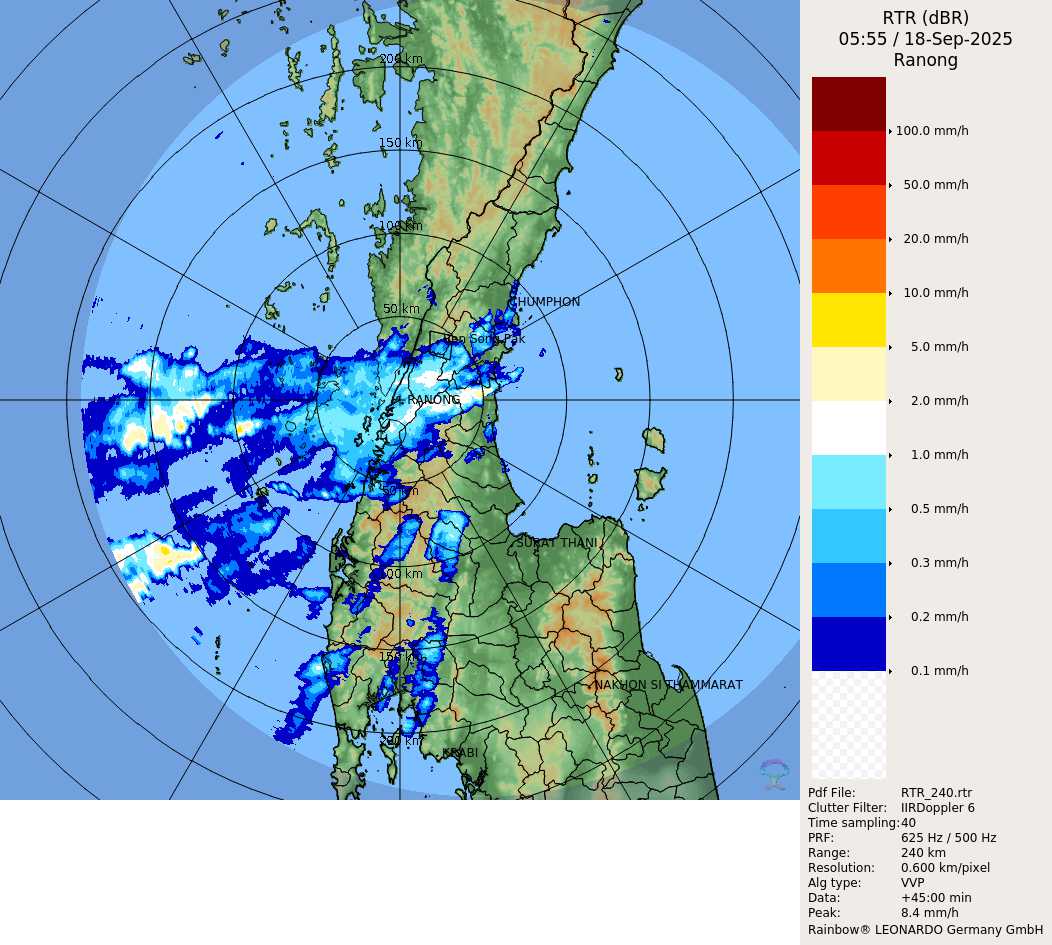 RTR (dBR)
05:55 / 18-Sep-2025
Ranong
200 km
150 km
100 km
50 km
CHUMPHON
RANONG
50 km
SURAT THANI
100 km
150 km
NAKHON SI THAMMARAT
200 km
KRABI
100.0 mm/h
50.0 mm/h
20.0 mm/h
10.0 mm/h
5.0 mm/h
2.0 mm/h
1.0 mm/h
0.5 mm/h
0.3 mm/h
0.2 mm/h
0.1 mm/h
Pdf File: RTR_240.rtr
Clutter Filter: IIRDoppler 6
Time sampling:40
PRF: 625 Hz / 500 Hz
Range: 240 km
Resolution: 0.600 km/pixel
Alg type: VVP
Data: +45:00 min
Peak: 8.4 mm/h
Rainbow® LEONARDO Germany GmbH